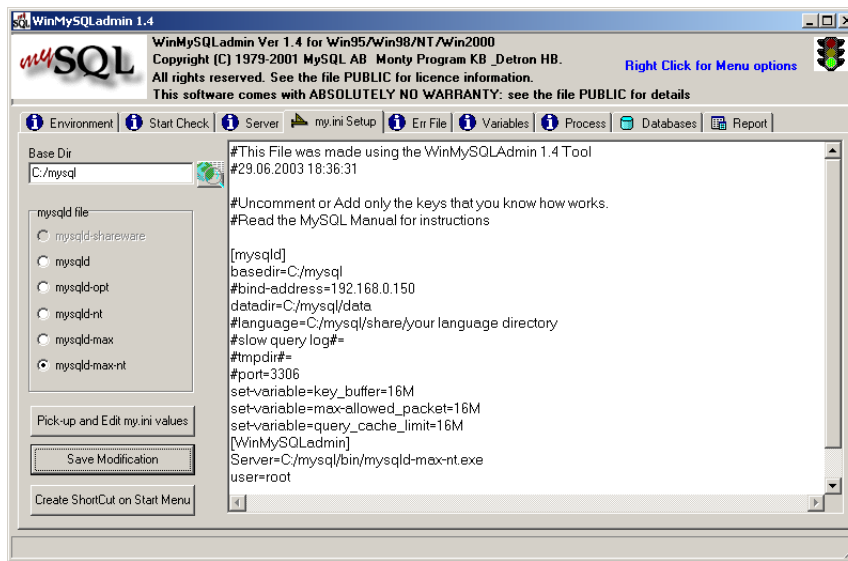 WinMySQLadmin 1.4
mySQL
WinMySQLadmin Ver 1.4 for Win95/Win98/NT/Win2000
Copyright (C) 1979-2001 MySQL AB Monty Program KB _Detron HB.
All rights reserved. See the file PUBLIC for licence information.
This software comes with ABSOLUTELY NO WARRANTY: see the file PUBLIC for details
Right Click for Menu options
Environment Start Check Server my.ini Setup Err File Variables Process Databases Report
Base Dir
C:/mysql
mysqld file
mysqld-shareware
mysqld
mysqld-opt
mysqld-nt
mysqld-max
mysqld-max-nt
Pick-up and Edit my.ini values
Save Modification
Create ShortCut on Start Menu
#This File was made using the WinMySQLAdmin 1.4 Tool
#29.06.2003 18:36:31
#Uncomment or Add only the keys that you know how works.
#Read the MySQL Manual for instructions
[mysqld]
basedir=C:/mysql
#bind-address=192.168.0.150
datadir=C:/mysql/data
#language=C:/mysql/share/your language directory
#slow query log#=
#tmpdir#=
#port=3306
set-variable=key_buffer=16M
set-variable=max-allowed_packet=16M
set-variable=query_cache_limit=16M
[WinMySQLadmin]
Server=C:/mysql/bin/mysqld-max-nt.exe
user=root